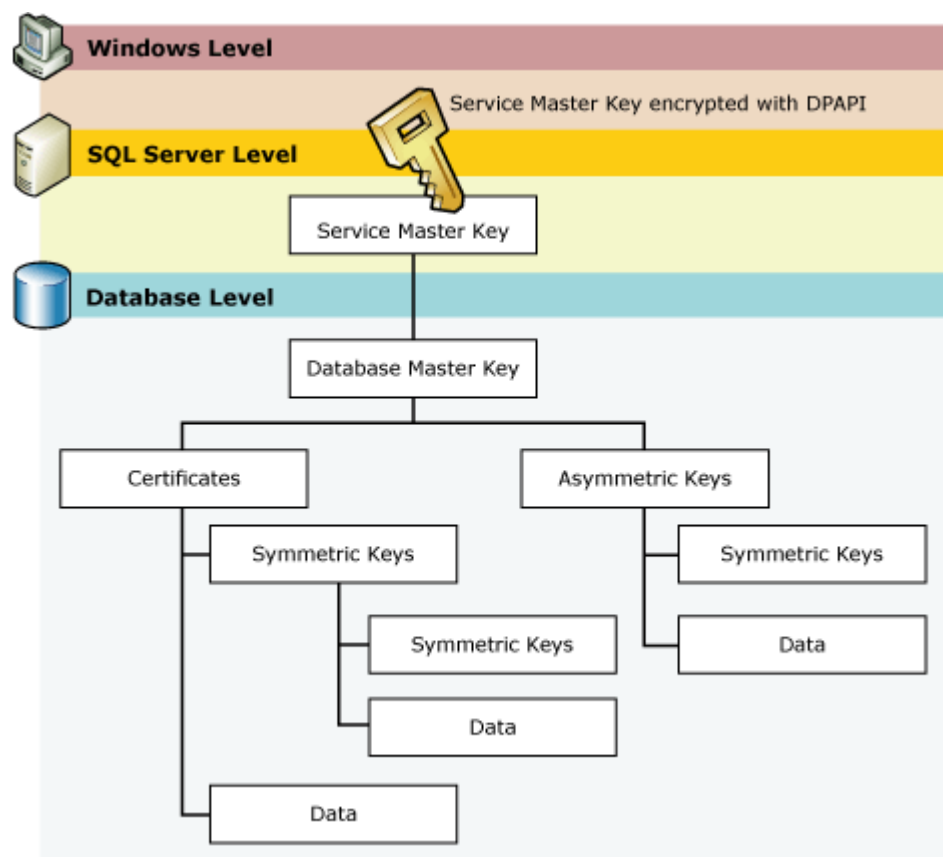 Windows Level
Service Master Key encrypted with DPAPI
SQL Server Level
Service Master Key
Database Level
Database Master Key
Certificates
Asymmetric Keys
Symmetric Keys
Symmetric Keys
Symmetric Keys
Data
Data
Data